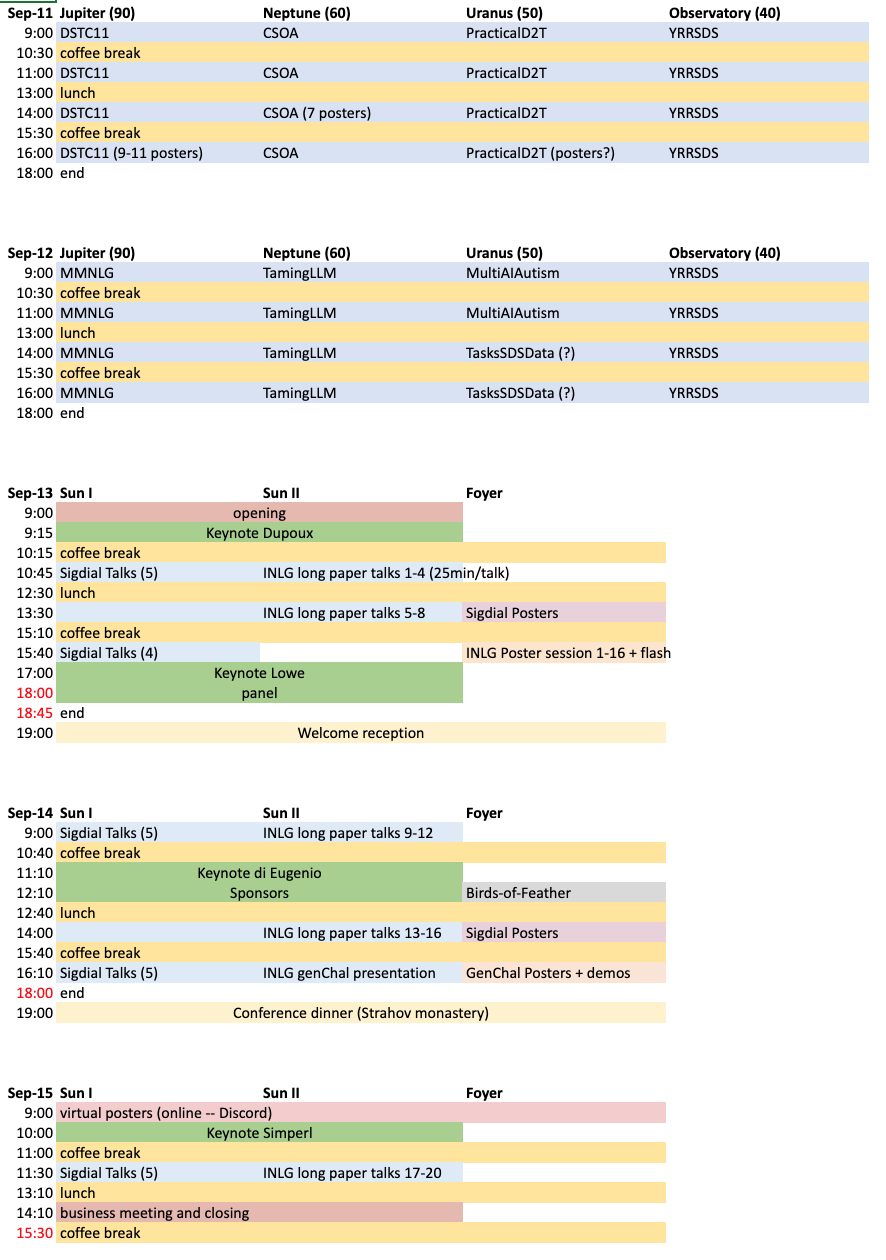 Sep-11 Jupiter (90) Neptune (60) Uranus (50) Observatory (40)
9:00 DSTC11 CSOA PracticalD2T YRRSDS
10:30 coffee break
11:00 DSTC11 CSOA PracticalD2T YRRSDS
13:00 lunch
14:00 DSTC11 CSOA (7 posters) PracticalD2T YRRSDS
15:30 coffee break
16:00 DSTC11 (9-11 posters) CSOA PracticalD2T (posters?) YRRSDS
18:00 end
Sep-12 Jupiter (90) Neptune (60) Uranus (50) Observatory (40)
9:00 MMNLG TamingLLM MultiAIAutism YRRSDS
10:30 coffee break
11:00 MMNLG TamingLLM MultiAIAutism YRRSDS
13:00 lunch
14:00 MMNLG TamingLLM TasksSDSData (?) YRRSDS
15:30 coffee break
16:00 MMNLG TamingLLM TasksSDSData (?) YRRSDS
18:00 end
Sep-13 Sun I Sun II Foyer
9:00 opening
9:15 Keynote Dupoux
10:15 coffee break
10:45 Sigdial Talks (5) INLG long paper talks 1-4 (25min/talk)
12:30 lunch
13:30 INLG long paper talks 5-8 Sigdial Posters
15:10 coffee break
15:40 Sigdial Talks (4) INLG Poster session 1-16 + flash
17:00 Keynote Lowe
18:00 panel
18:45 end
19:00 Welcome reception
Sep-14 Sun I Sun II Foyer
9:00 Sigdial Talks (5) INLG long paper talks 9-12
10:40 coffee break
11:10 Keynote di Eugenio
12:10 Sponsors Birds-of-Feather
12:40 lunch
14:00 INLG long paper talks 13-16 Sigdial Posters
15:40 coffee break
16:10 Sigdial Talks (5) INLG genChal presentation GenChal Posters + demos
18:00 end
19:00 Conference dinner (Strahov monastery)
Sep-15 Sun I Sun II Foyer
9:00 virtual posters (online -- Discord)
10:00 Keynote Simperl
11:00 coffee break
11:30 Sigdial Talks (5) INLG long paper talks 17-20
13:10 lunch
14:10 business meeting and closing
15:30 coffee break